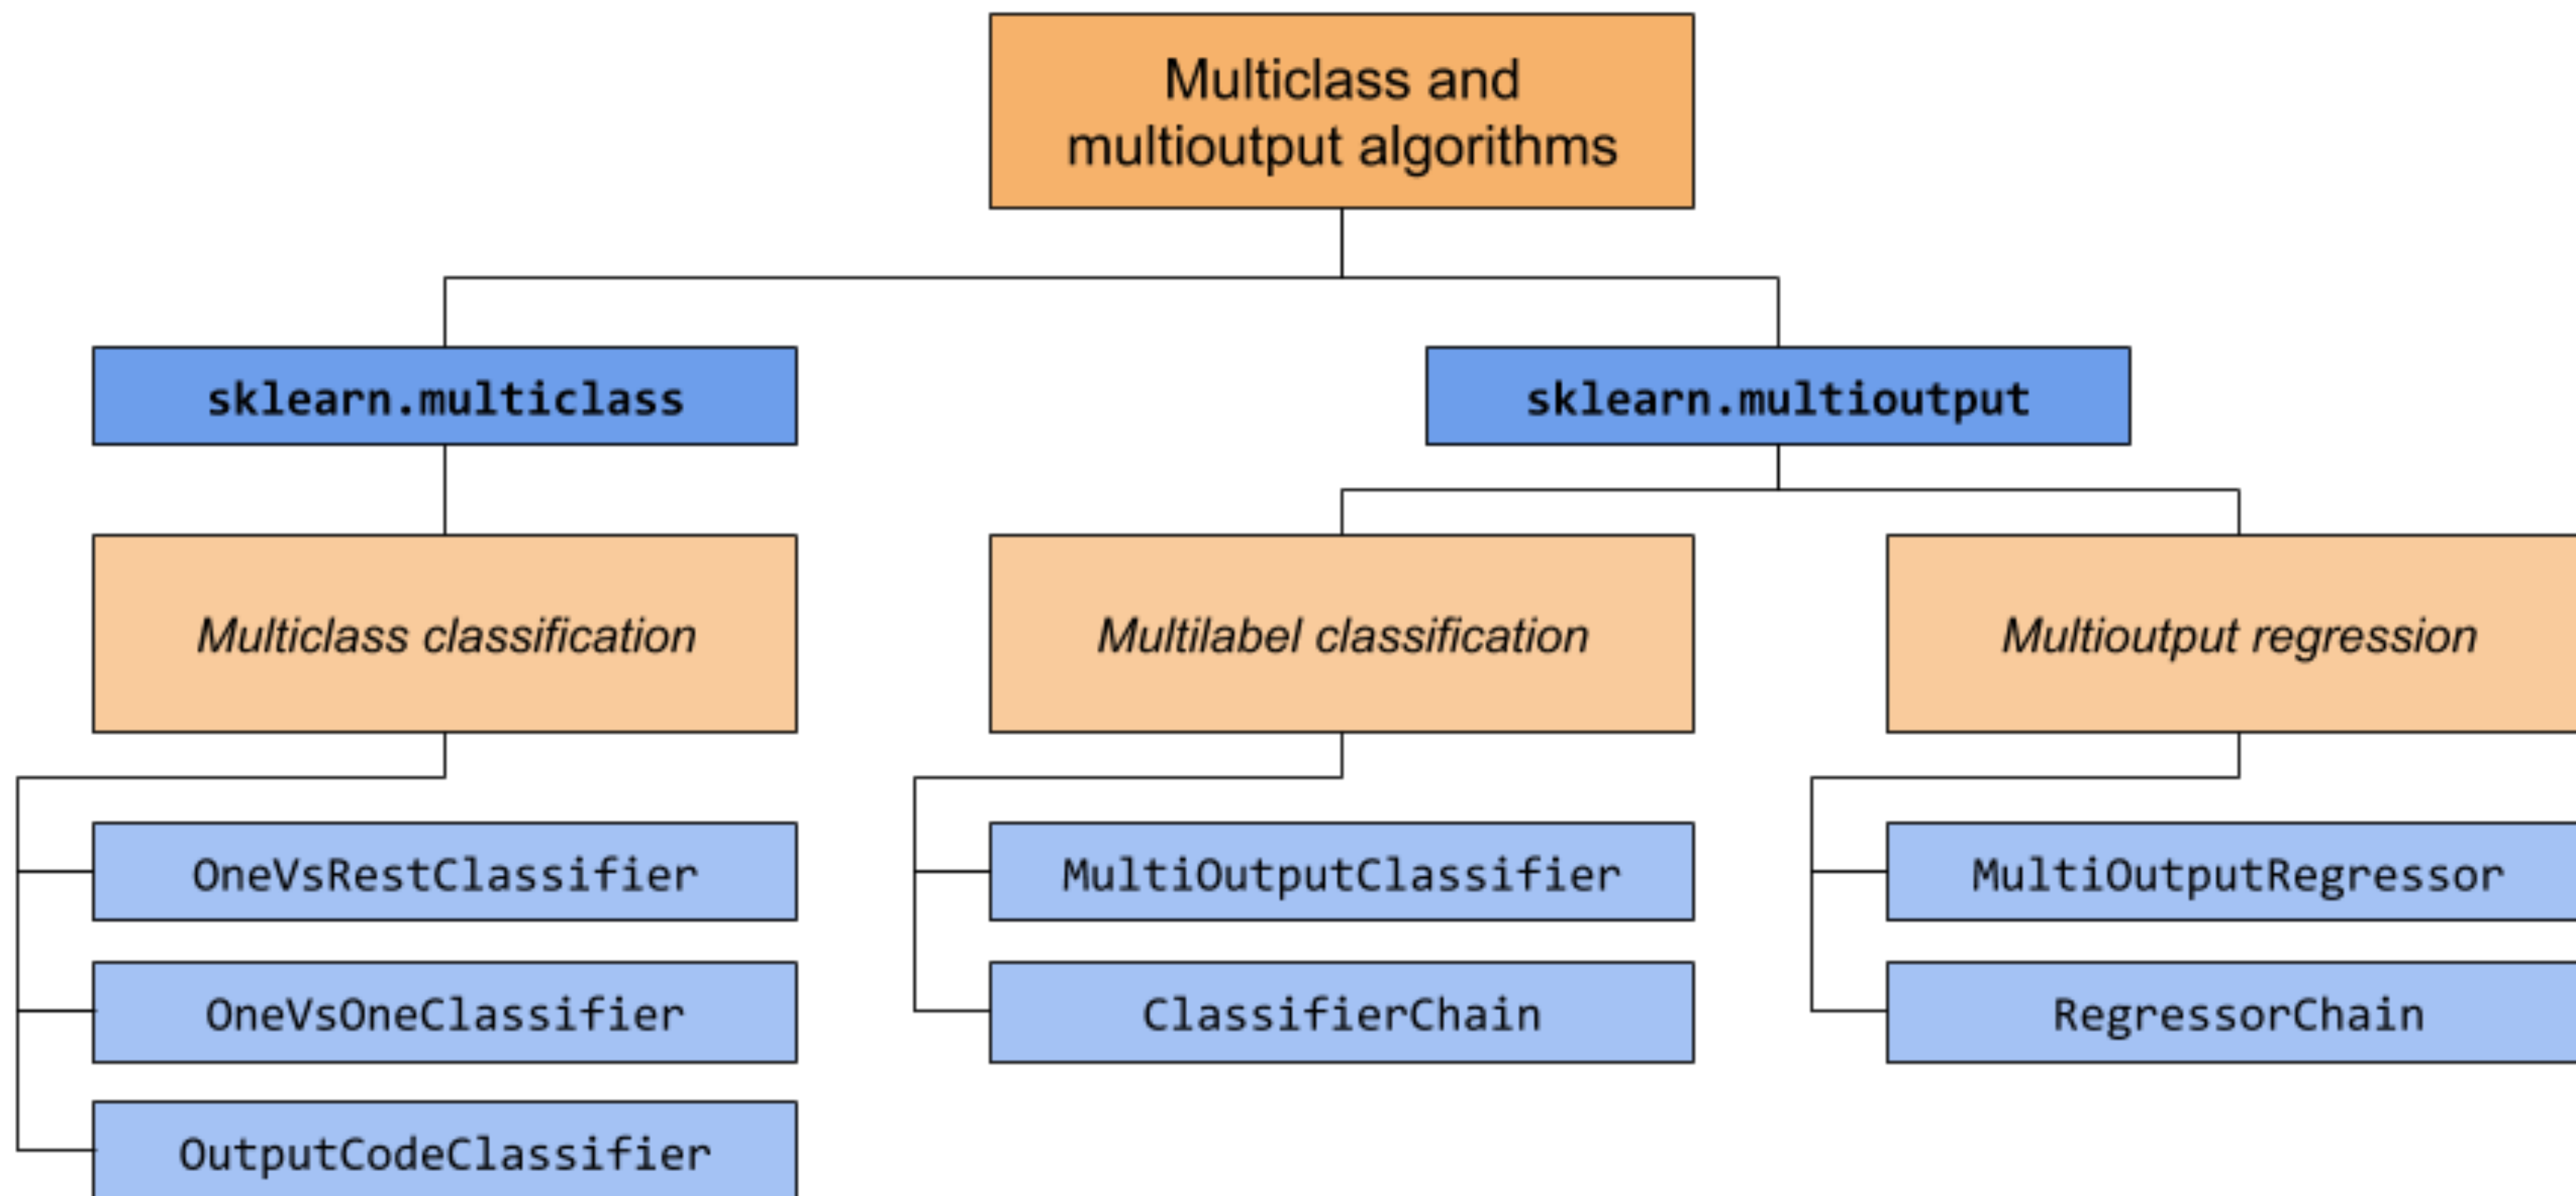 Multiclass and
multioutput algorithms
sklearn.multiclass
sklearn.multioutput
Multiclass classification
Multilabel classification
Multioutput regression
OneVsRestClassifier
MultiOutputClassifier
MultiOutputRegressor
OneVsOneClassifier
ClassifierChain
RegressorChain
OutputCodeClassifier